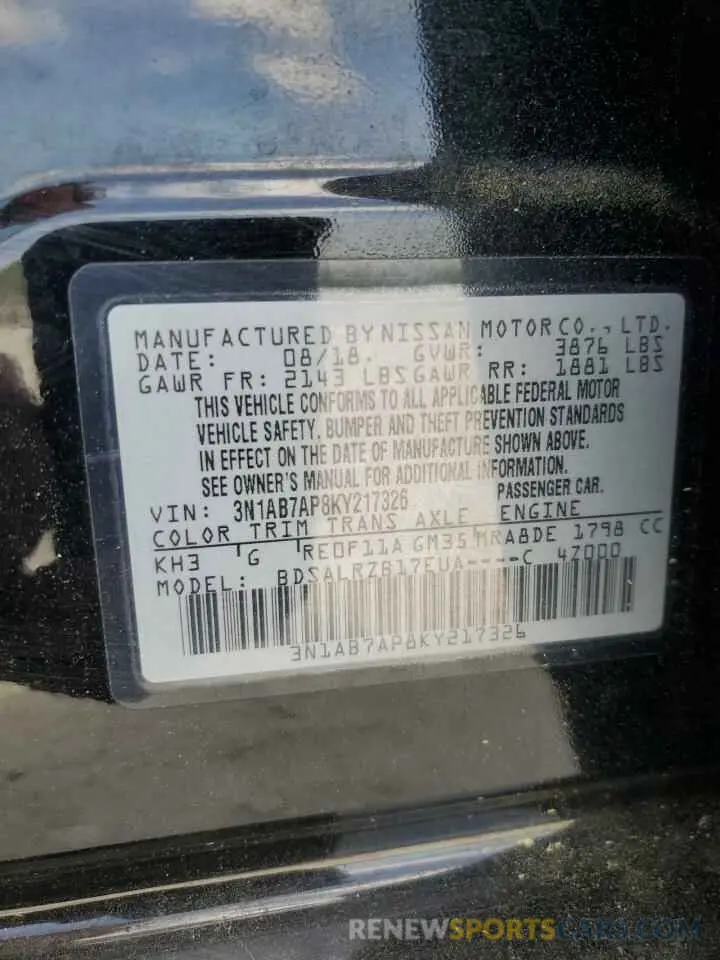 MANUFACTURED BY NISSAN MOTOR CO., LTD.
DATE: 08/18. GVWR: 3876 LBS
GAWR FR: 2143 LBS GAWR RR: 1881 LBS
THIS VEHICLE CONFORMS TO ALL APPLICABLE FEDERAL MOTOR
VEHICLE SAFETY, BUMPER AND THEFT PREVENTION STANDARDS
IN EFFECT ON THE DATE OF MANUFACTURE SHOWN ABOVE.
SEE OWNER'S MANUAL FOR ADDITIONAL INFORMATION.
VIN: 3N1AB7AP8KY217326 PASSENGER CAR.
COLOR TRIM TRANS AXLE ENGINE
KH3 G RE0F11A GM35 MRA8DE 1798 CC
MODEL: BDSALRZB17EUA----C 4Z000
3N1AB7AP8KY217326
RENEWSPORTSCARS.COM